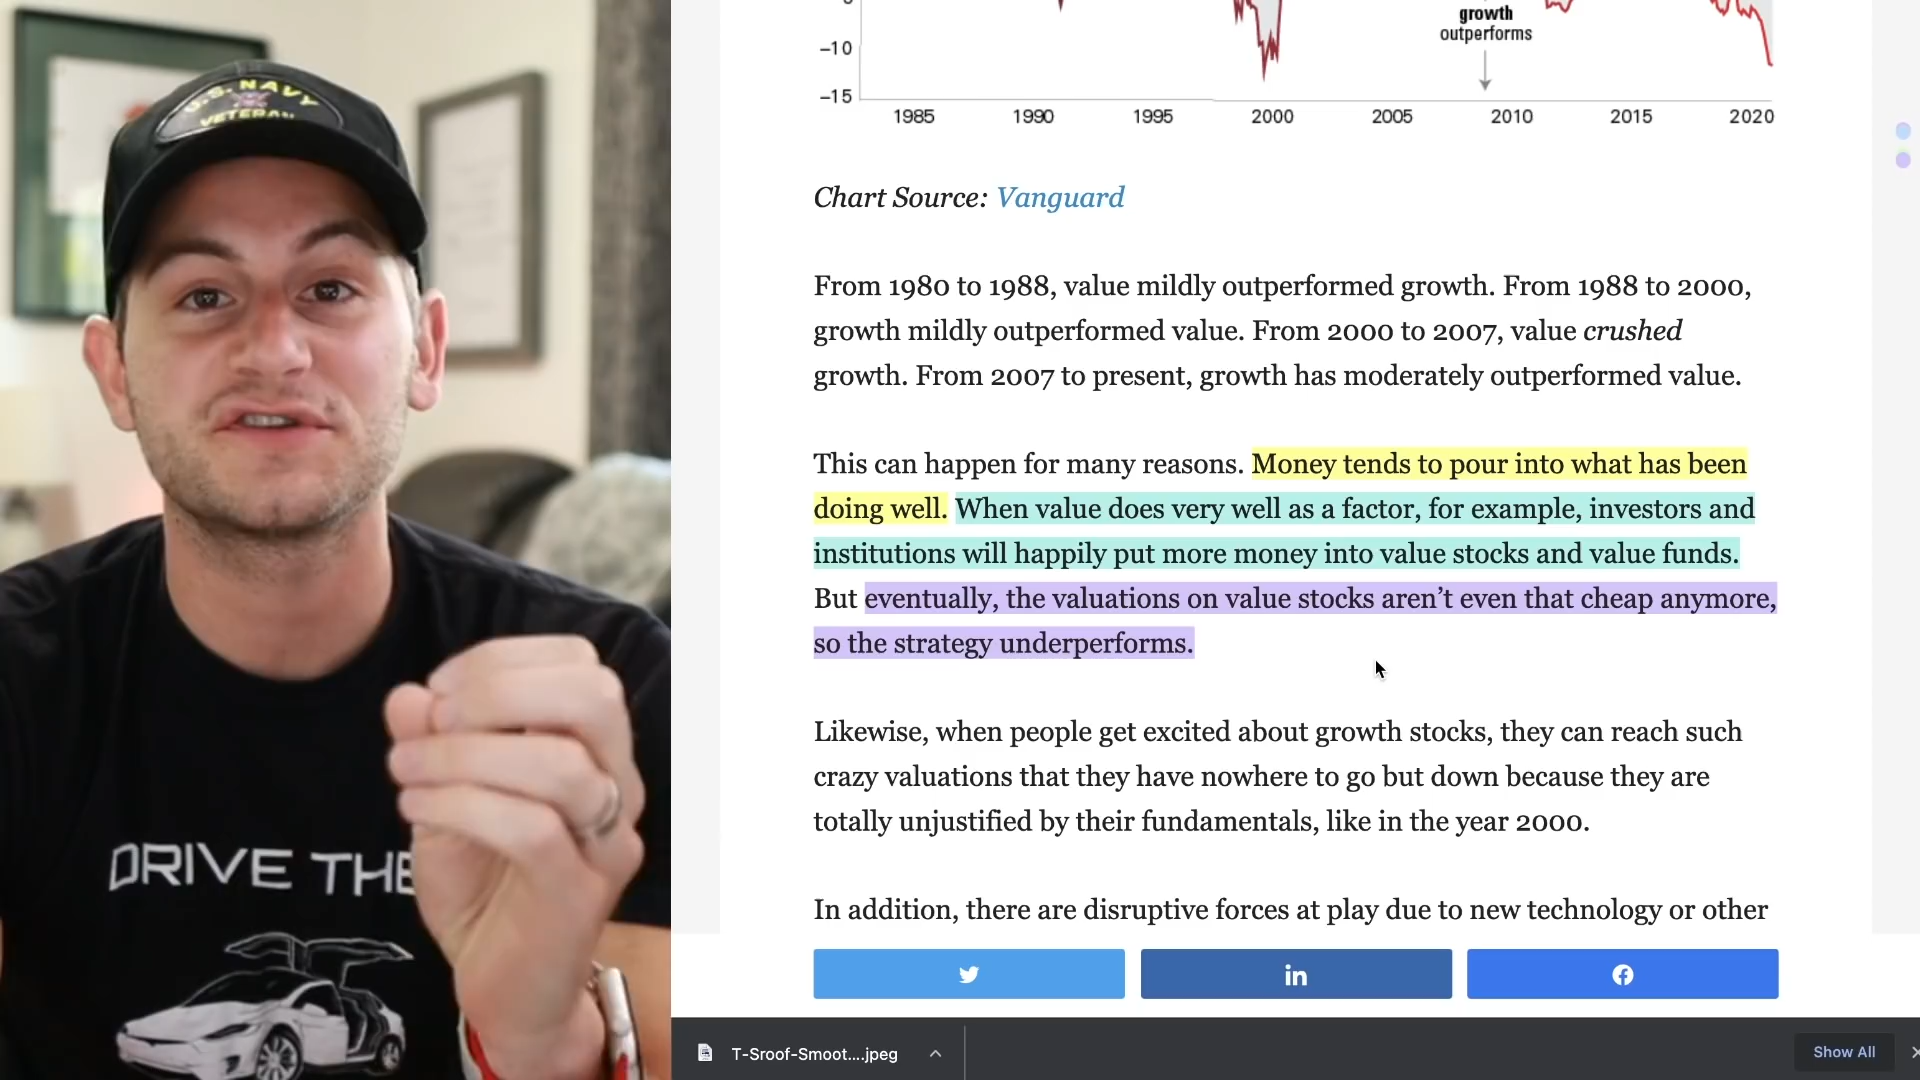 U.S. NAVY
VETERAN
DRIVE THE
growth
outperforms
−10
−15
1985 1990 1995 2000 2005 2010 2015 2020
Chart Source: Vanguard
From 1980 to 1988, value mildly outperformed growth. From 1988 to 2000,
growth mildly outperformed value. From 2000 to 2007, value crushed
growth. From 2007 to present, growth has moderately outperformed value.
This can happen for many reasons. Money tends to pour into what has been
doing well. When value does very well as a factor, for example, investors and
institutions will happily put more money into value stocks and value funds.
But eventually, the valuations on value stocks aren’t even that cheap anymore,
so the strategy underperforms.
Likewise, when people get excited about growth stocks, they can reach such
crazy valuations that they have nowhere to go but down because they are
totally unjustified by their fundamentals, like in the year 2000.
In addition, there are disruptive forces at play due to new technology or other
in
T-Sroof-Smoot....jpeg
Show All